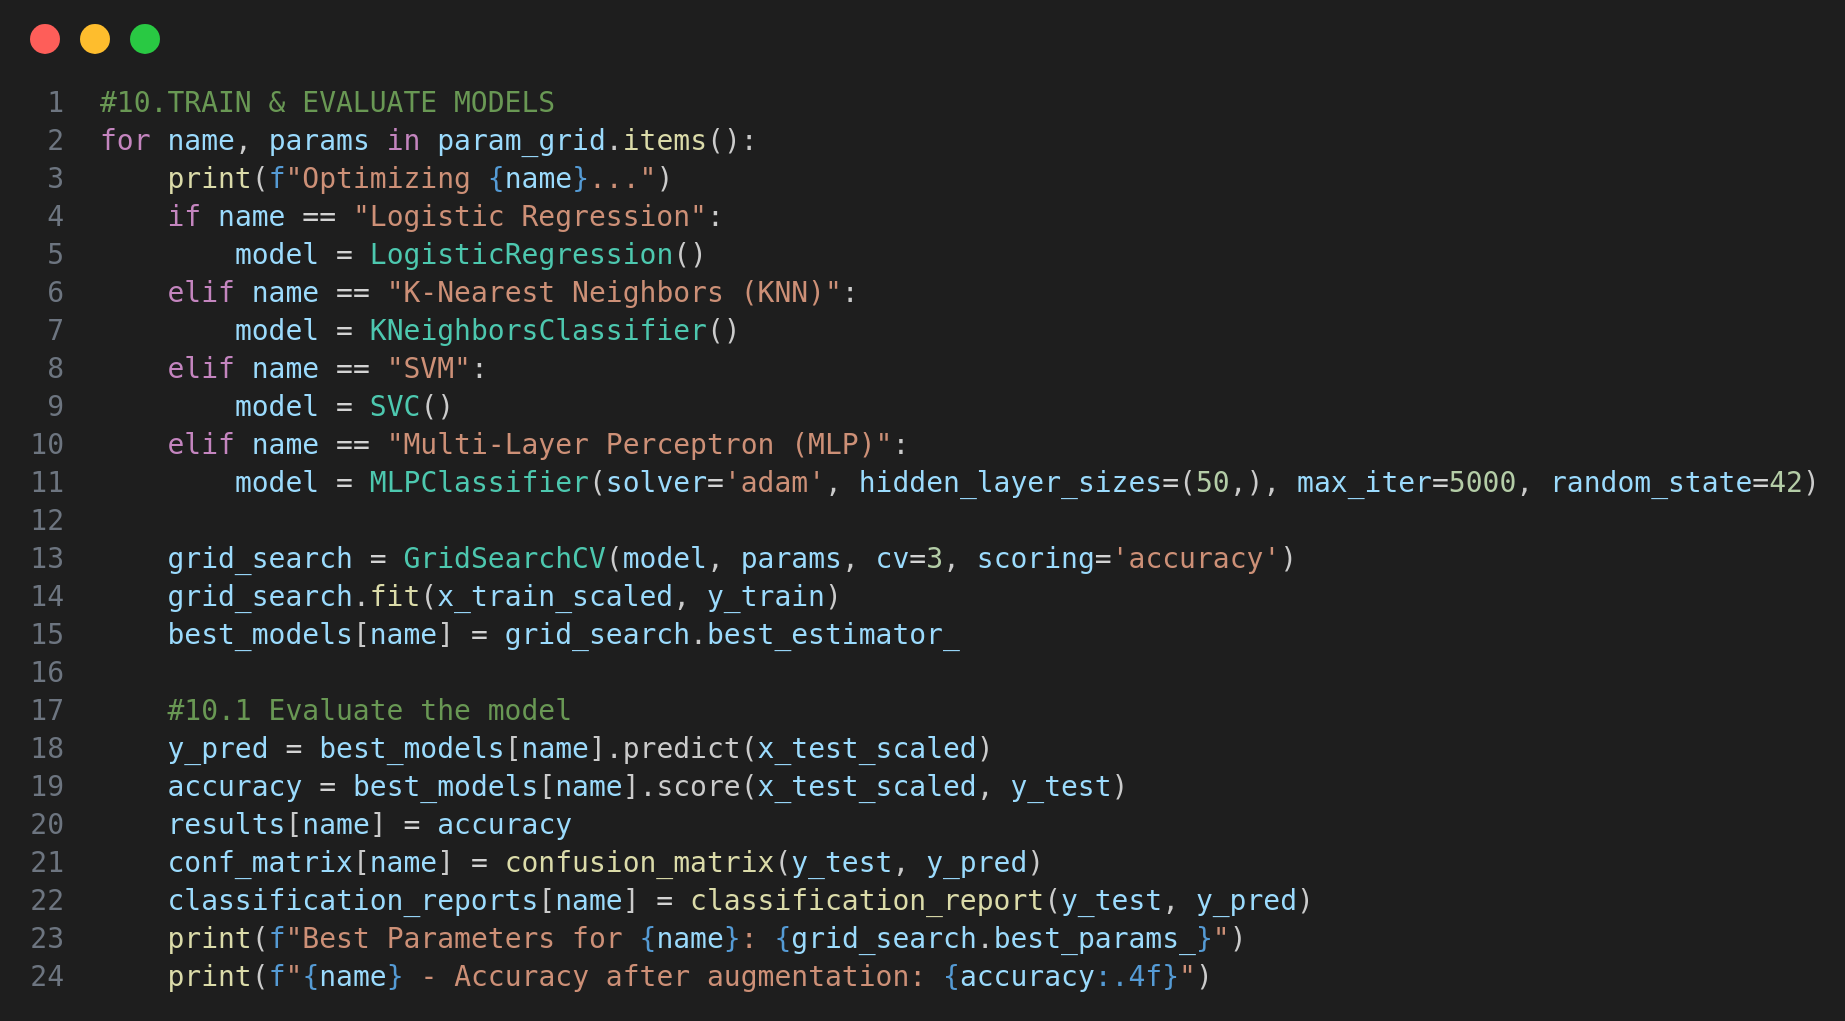 1 #10.TRAIN & EVALUATE MODELS
2 for name, params in param_grid.items():
3     print(f"Optimizing {name}...")
4     if name == "Logistic Regression":
5         model = LogisticRegression()
6     elif name == "K-Nearest Neighbors (KNN)":
7         model = KNeighborsClassifier()
8     elif name == "SVM":
9         model = SVC()
10     elif name == "Multi-Layer Perceptron (MLP)":
11         model = MLPClassifier(solver='adam', hidden_layer_sizes=(50,), max_iter=5000, random_state=42)
12
13     grid_search = GridSearchCV(model, params, cv=3, scoring='accuracy')
14     grid_search.fit(x_train_scaled, y_train)
15     best_models[name] = grid_search.best_estimator_
16
17     #10.1 Evaluate the model
18     y_pred = best_models[name].predict(x_test_scaled)
19     accuracy = best_models[name].score(x_test_scaled, y_test)
20     results[name] = accuracy
21     conf_matrix[name] = confusion_matrix(y_test, y_pred)
22     classification_reports[name] = classification_report(y_test, y_pred)
23     print(f"Best Parameters for {name}: {grid_search.best_params_}")
24     print(f"{name} - Accuracy after augmentation: {accuracy:.4f}")